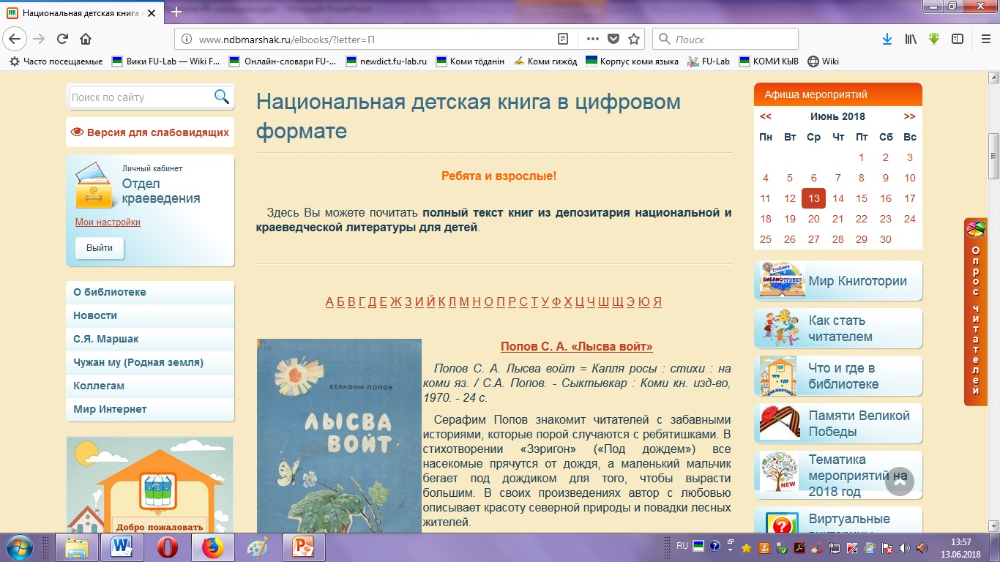 Национальная детская книга
www.ndbmarshak.ru/elbooks/?letter=П
Поиск
Часто посещаемые
Вики FU-Lab — Wiki F...
Онлайн-словари FU-...
newdict.fu-lab.ru
Коми тӧданін
Коми гижӧд
Корпус коми языка
FU-Lab
КОМИ КЫВ
Wiki
Поиск по сайту
Версия для слабовидящих
Личный кабинет
Отдел
краеведения
Мои настройки
Выйти
О библиотеке
Новости
С.Я. Маршак
Чужан му (Родная земля)
Коллегам
Мир Интернет
Добро пожаловать
Национальная детская книга в цифровом
формате
Ребята и взрослые!
Здесь Вы можете почитать полный текст книг из депозитария национальной и
краеведческой литературы для детей.
А Б В Г Д Е Ж З И Й К Л М Н О П Р С Т У Ф Х Ц Ч Ш Щ Э Ю Я
СЕРАФИМ ПОПОВ
ЛЫСВА
ВОЙТ
Попов С. А. «Лысва войт»
Попов С. А. Лысва войт = Капля росы : стихи : на
коми яз. / С.А. Попов. - Сыктывкар : Коми кн. изд-во,
1970. - 24 с.
Серафим Попов знакомит читателей с забавными
историями, которые порой случаются с ребятишками. В
стихотворении «Зэригон» («Под дождем») все
насекомые прячутся от дождя, а маленький мальчик
бегает под дождиком для того, чтобы вырасти
большим. В своих произведениях автор с любовью
описывает красоту северной природы и повадки лесных
жителей.
Афиша мероприятий
<< Июнь 2018 >>
Пн Вт Ср Чт Пт Сб Вс
1 2 3
4 5 6 7 8 9 10
11 12 13 14 15 16 17
18 19 20 21 22 23 24
25 26 27 28 29 30
БИБЛИОТРЭВЕЛ
Мир Книготории
Как стать
читателем
ЧТО И ГДЕ В БИБЛИОТЕКЕ
Что и где в
библиотеке
Памяти Великой
Победы
NEW
Тематика
мероприятий на
2018 год
Виртуальные
Опрос читателей
RU
13:57
13.06.2018